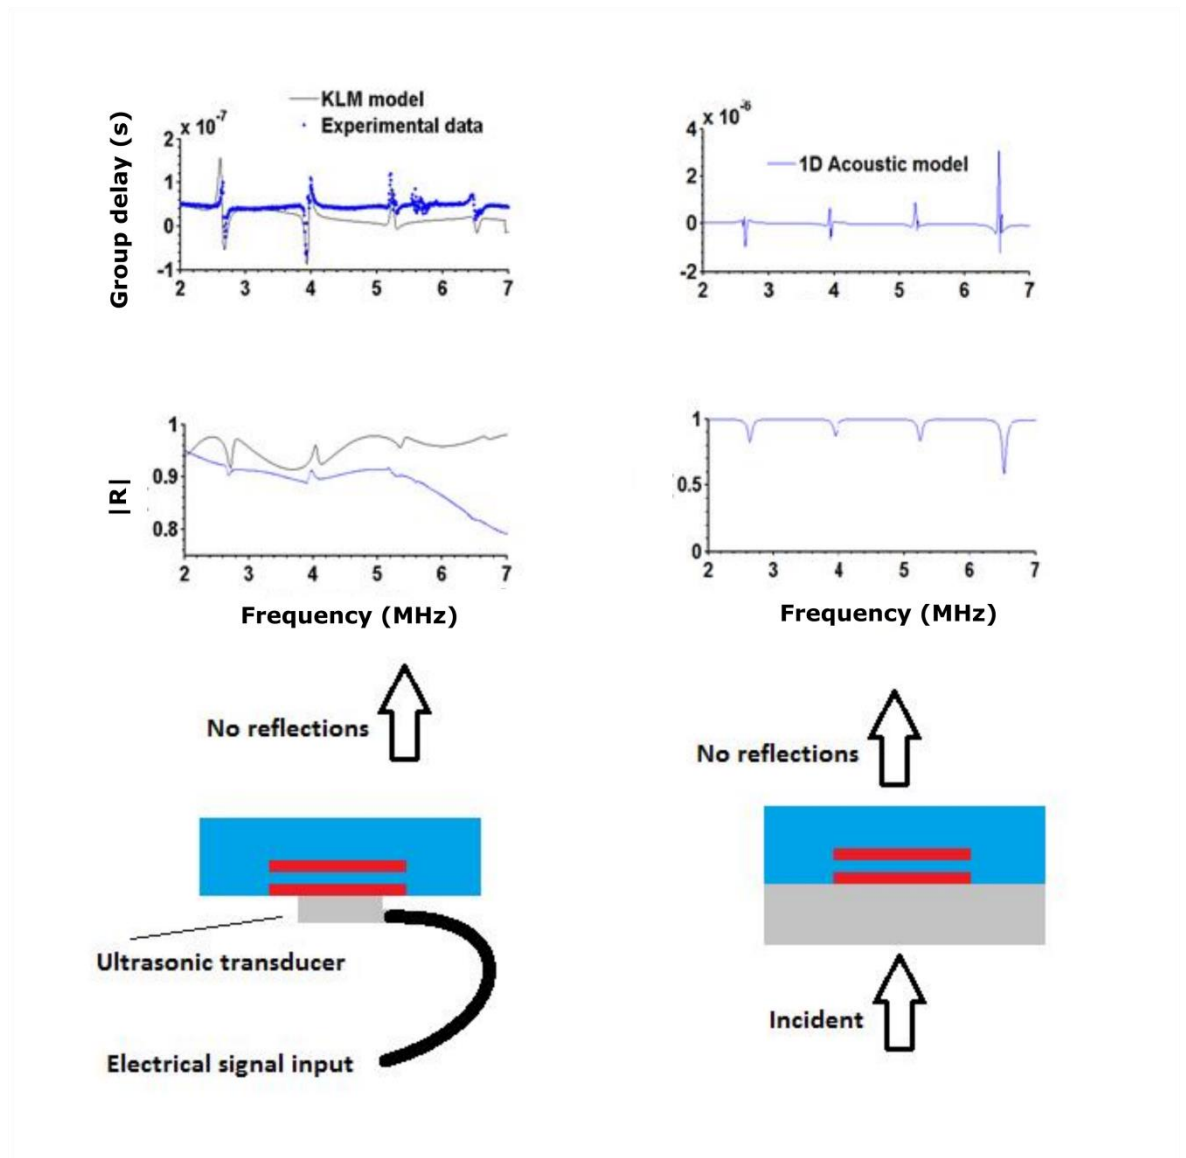 KLM model
Experimental data
Group delay (s)
x 10^-7
2
1
0
-1
2 3 4 5 6 7
x 10^-6
4
2
0
-2
1D Acoustic model
2 3 4 5 6 7
|R|
1
0.9
0.8
2 3 4 5 6 7
Frequency (MHz)
1
0.5
0
2 3 4 5 6 7
Frequency (MHz)
No reflections
No reflections
Ultrasonic transducer
Electrical signal input
Incident